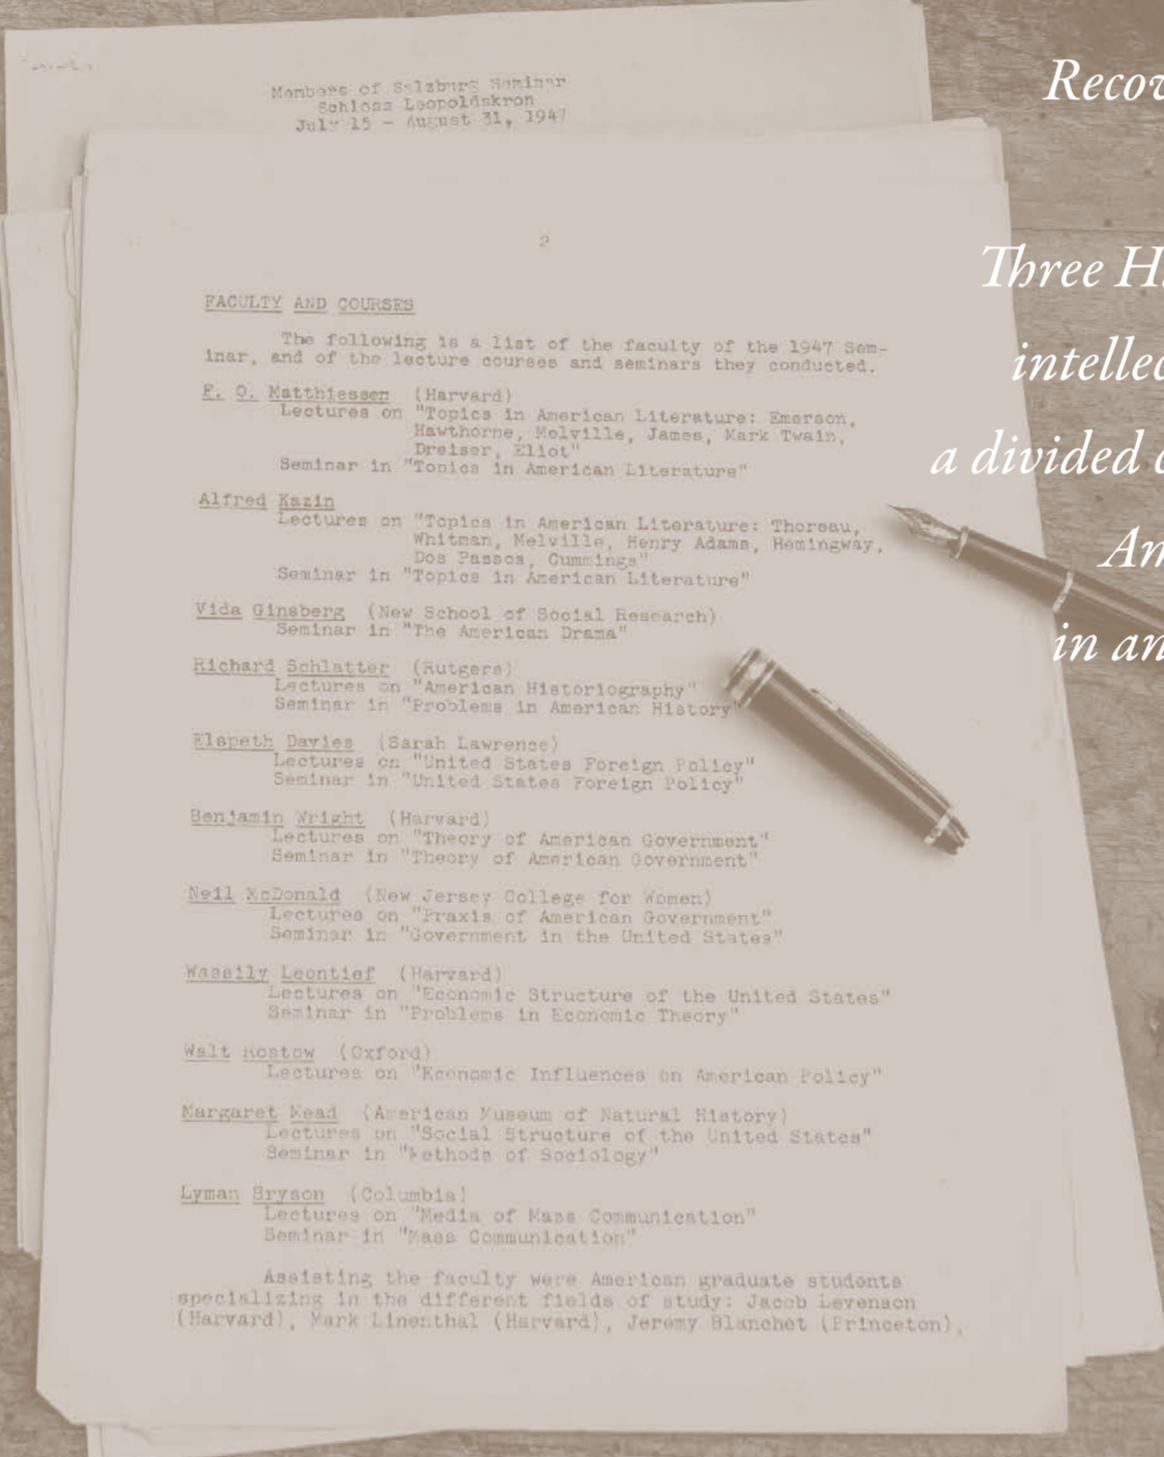 Members of Salzburg Seminar
Schloss Leopoldskron
July 15 - August 31, 1947
2
FACULTY AND COURSES
The following is a list of the faculty of the 1947 Sem-
inar, and of the lecture courses and seminars they conducted.
F. O. Matthiessen (Harvard)
Lectures on "Topics in American Literature: Emerson,
Hawthorne, Melville, James, Mark Twain,
Dreiser, Eliot"
Seminar in "Topics in American Literature"
Alfred Kazin
Lectures on "Topics in American Literature: Thoreau,
Whitman, Melville, Henry Adams, Hemingway,
Dos Passos, Cummings"
Seminar in "Topics in American Literature"
Vida Ginsberg (New School of Social Research)
Seminar in "The American Drama"
Richard Schlatter (Rutgers)
Lectures on "American Historiography"
Seminar in "Problems in American History"
Elspeth Davies (Sarah Lawrence)
Lectures on "United States Foreign Policy"
Seminar in "United States Foreign Policy"
Benjamin Wright (Harvard)
Lectures on "Theory of American Government"
Seminar in "Theory of American Government"
Neil McDonald (New Jersey College for Women)
Lectures on "Praxis of American Government"
Seminar in "Government in the United States"
Wassily Leontief (Harvard)
Lectures on "Economic Structure of the United States"
Seminar in "Problems in Economic Theory"
Walt Rostow (Oxford)
Lectures on "Economic Influences on American Policy"
Margaret Mead (American Museum of Natural History)
Lectures on "Social Structure of the United States"
Seminar in "Methods of Sociology"
Lyman Bryson (Columbia)
Lectures on "Media of Mass Communication"
Seminar in "Mass Communication"
Assisting the faculty were American graduate students
specializing in the different fields of study: Jacob Levenson
(Harvard), Mark Linenthal (Harvard), Jeremy Blanchet (Princeton),
Recov
Three H
intellec
a divided
Am
in an